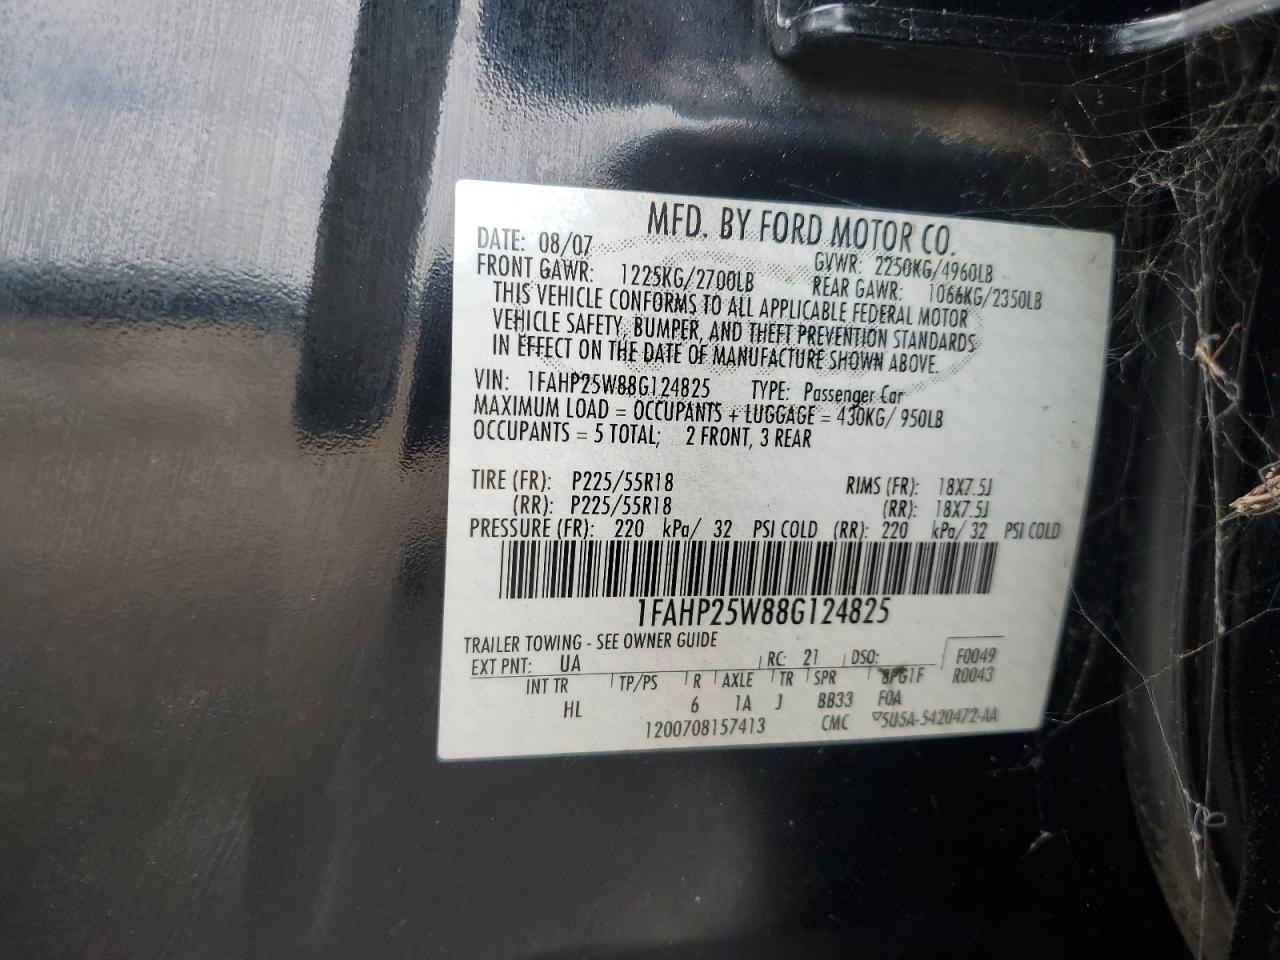 MFD. BY FORD MOTOR CO.
DATE: 08/07 GVWR: 2250KG/4960LB
FRONT GAWR: 1225KG/2700LB REAR GAWR: 1066KG/2350LB
THIS VEHICLE CONFORMS TO ALL APPLICABLE FEDERAL MOTOR
VEHICLE SAFETY, BUMPER, AND THEFT PREVENTION STANDARDS
IN EFFECT ON THE DATE OF MANUFACTURE SHOWN ABOVE.
VIN: 1FAHP25W88G124825 TYPE: Passenger Car
MAXIMUM LOAD = OCCUPANTS + LUGGAGE = 430KG/ 950LB
OCCUPANTS = 5 TOTAL; 2 FRONT, 3 REAR
TIRE (FR): P225/55R18 RIMS (FR): 18X7.5J
(RR): P225/55R18 (RR): 18X7.5J
PRESSURE (FR): 220 kPa/ 32 PSI COLD (RR): 220 kPa/ 32 PSI COLD
1FAHP25W88G124825
TRAILER TOWING - SEE OWNER GUIDE
EXT PNT: UA RC: 21 DSO: F0049
INT TR TP/PS R AXLE TR SPR R0043
HL 6 1A J BB33 F0A
1200708157413 CMC 5U5A-5420472-AA